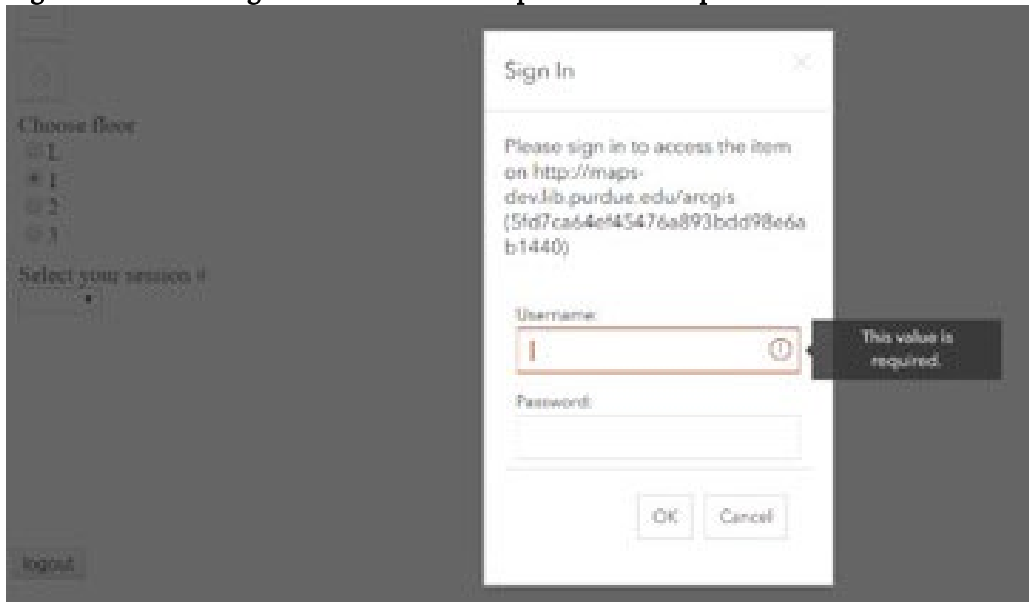 Sign In
Please sign in to access the item
on http://maps-
dev.lib.purdue.edu/arcgis
(5fd7ca64ef45476a893bdd98e6a
b1440)
Choose floor
L
1
2
3
Select your session #
Username:
This value is
required.
Password:
OK Cancel
logout